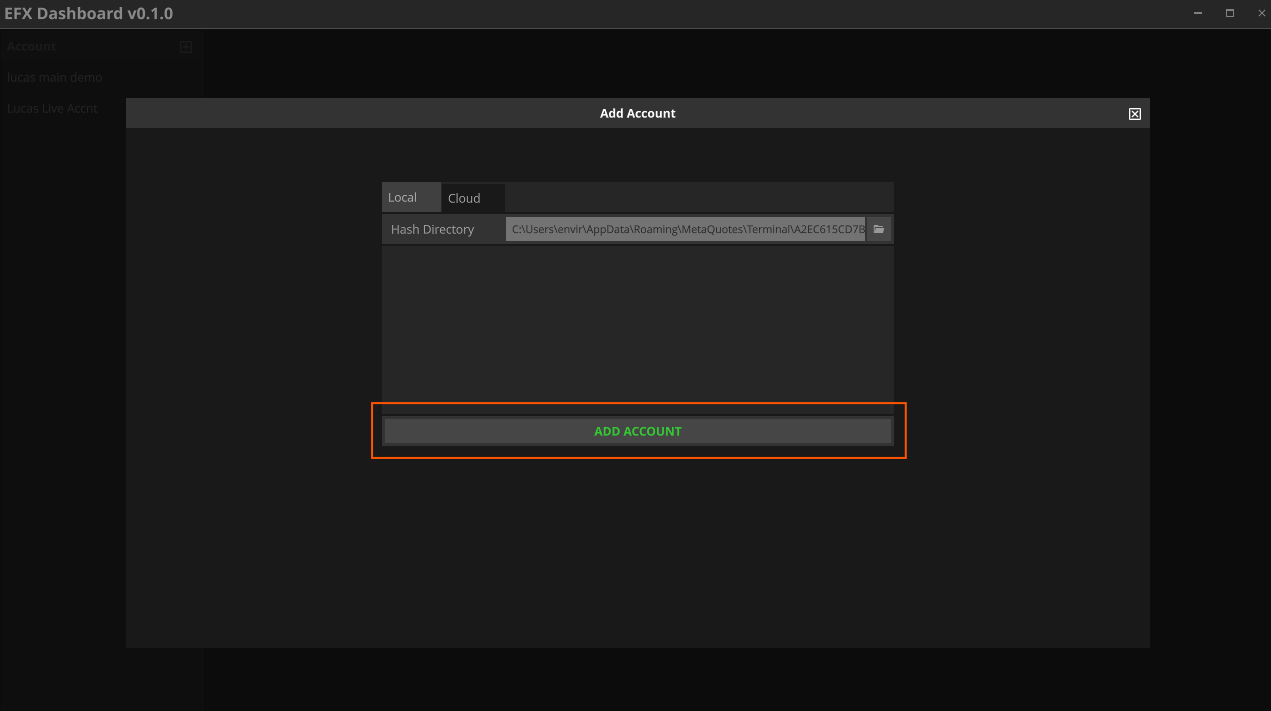 EFX Dashboard v0.1.0
Account
lucas main demo
Lucas Live Accnt
Add Account
Local
Cloud
Hash Directory
C:\Users\envir\AppData\Roaming\MetaQuotes\Terminal\A2EC615CD7B
ADD ACCOUNT